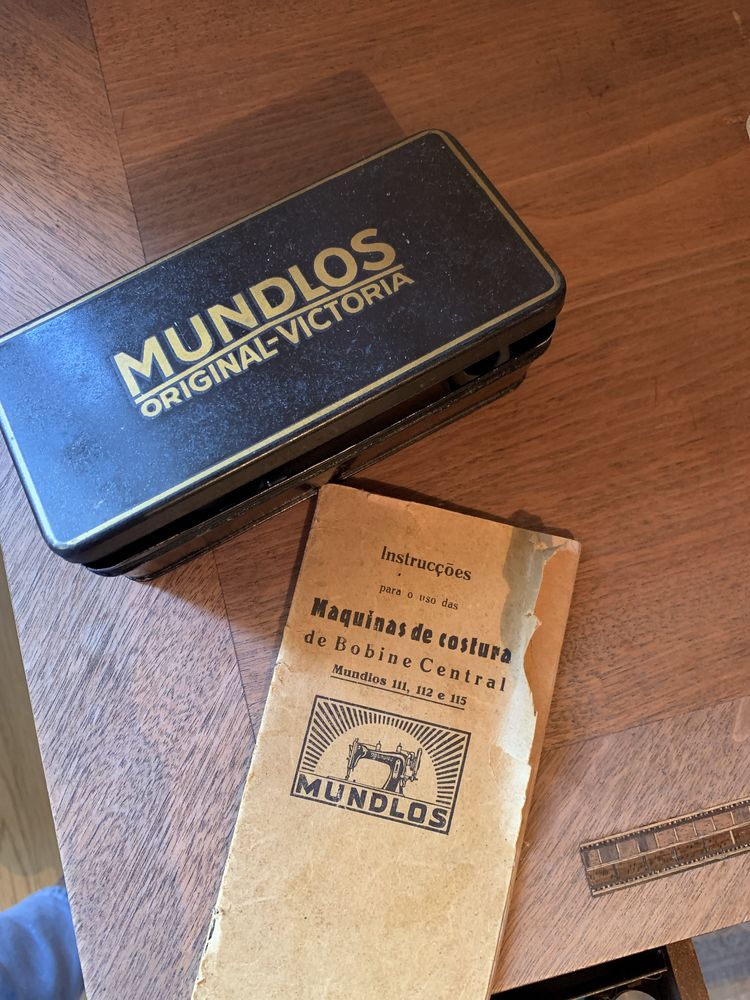 MUNDLOS
ORIGINAL-VICTORIA
Instrucções
para o uso das
Maquinas de costura
de Bobine Central
Mundlos 111, 112 e 115
MUNDLOS